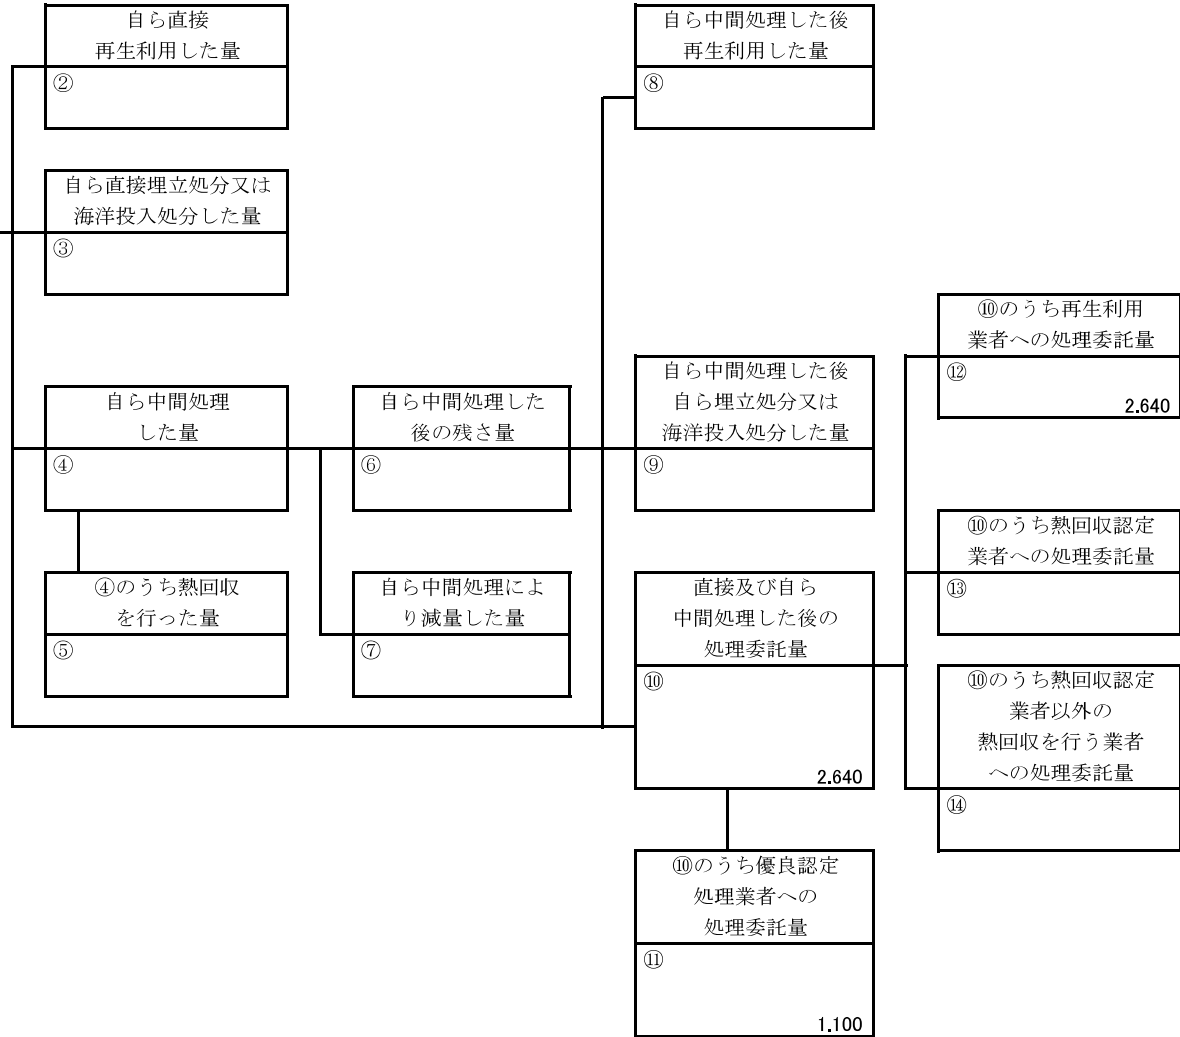 自ら直接
再生利用した量
②
自ら直接埋立処分又は
海洋投入処分した量
③
自ら中間処理
した量
④
④のうち熱回収
を行った量
⑤
自ら中間処理した
後の残さ量
⑥
自ら中間処理によ
り減量した量
⑦
自ら中間処理した後
再生利用した量
⑧
自ら中間処理した後
自ら埋立処分又は
海洋投入処分した量
⑨
直接及び自ら
中間処理した後の
処理委託量
⑩
2.640
⑩のうち優良認定
処理業者への
処理委託量
⑪
1.100
⑩のうち再生利用
業者への処理委託量
⑫
2.640
⑩のうち熱回収認定
業者への処理委託量
⑬
⑩のうち熱回収認定
業者以外の
熱回収を行う業者
への処理委託量
⑭